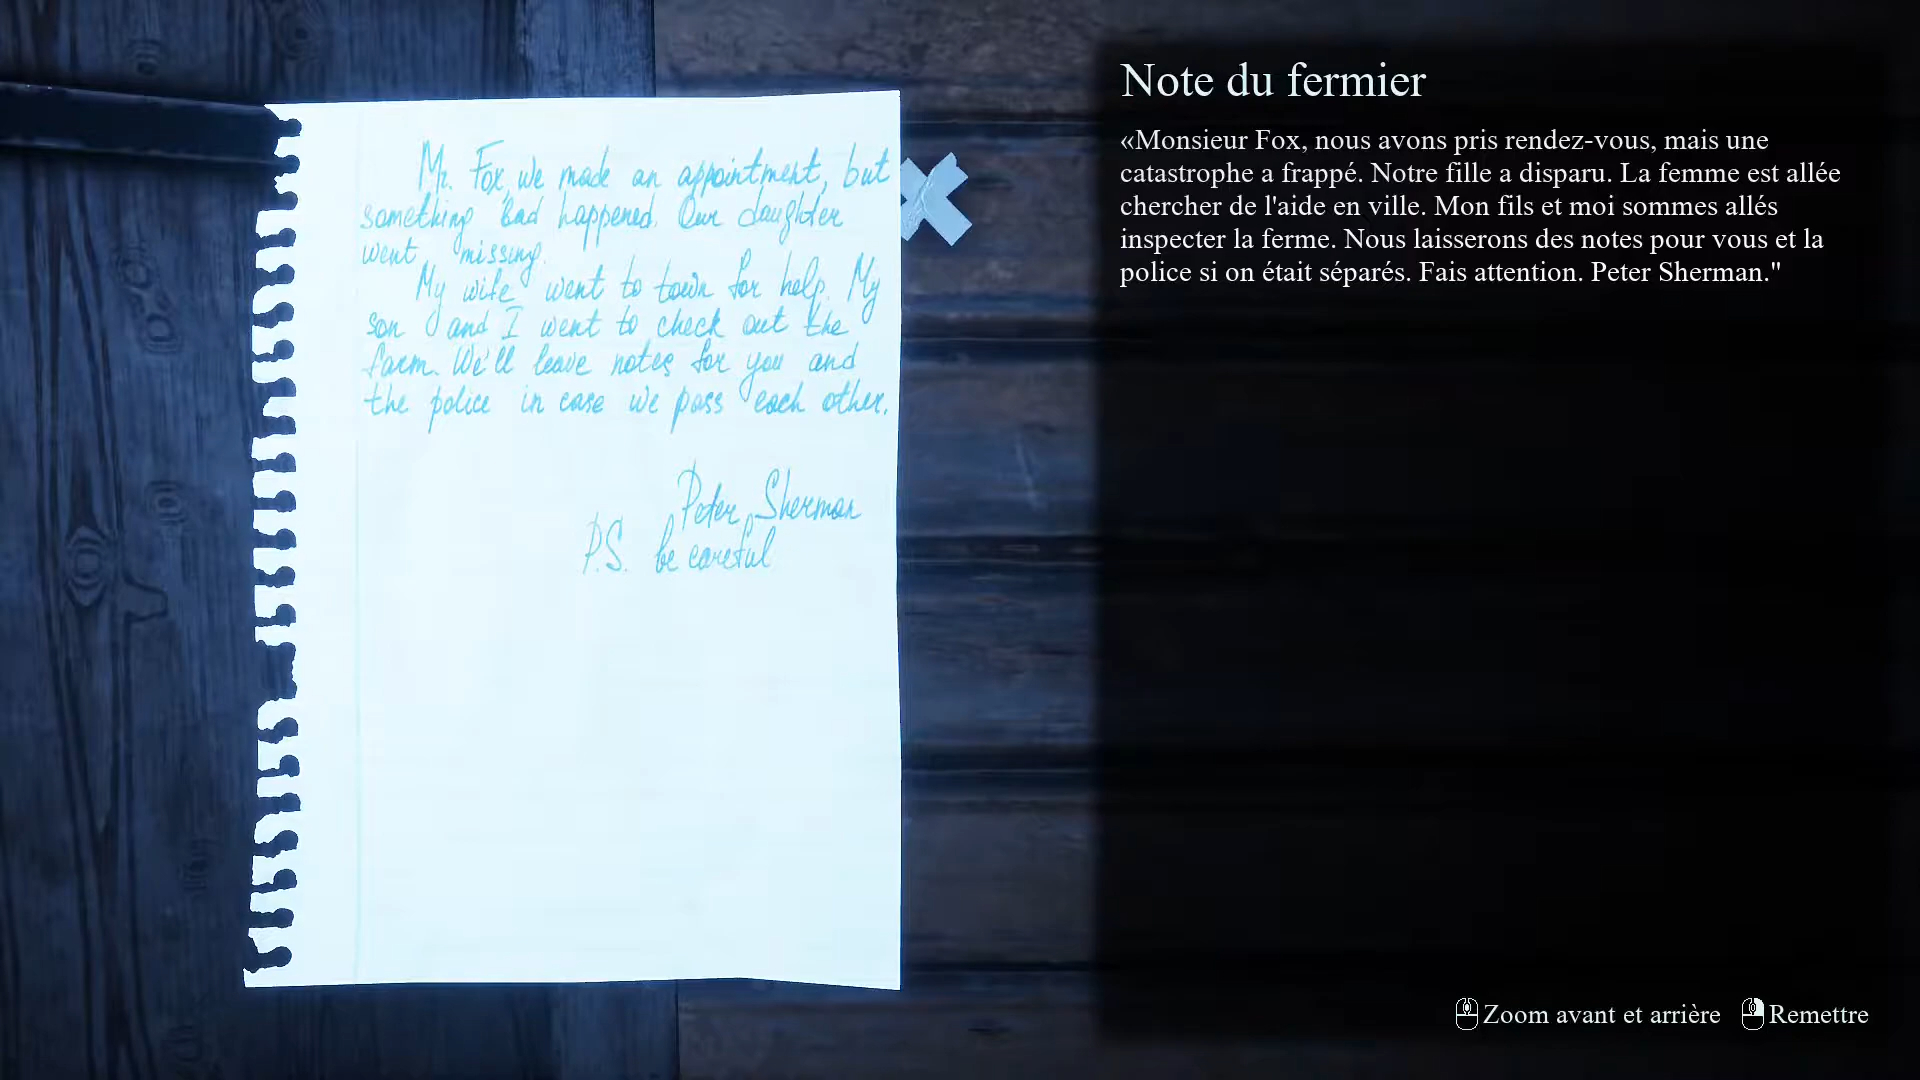 Mr. Fox, we made an appointment, but
something bad happened. Our daughter
went missing.
My wife went to town for help. My
son and I went to check out the
farm. We'll leave notes for you and
the police in case we pass each other.
Peter Sherman
P.S. be careful
Note du fermier
«Monsieur Fox, nous avons pris rendez-vous, mais une
catastrophe a frappé. Notre fille a disparu. La femme est allée
chercher de l'aide en ville. Mon fils et moi sommes allés
inspecter la ferme. Nous laisserons des notes pour vous et la
police si on était séparés. Fais attention. Peter Sherman."
Zoom avant et arrière Remettre